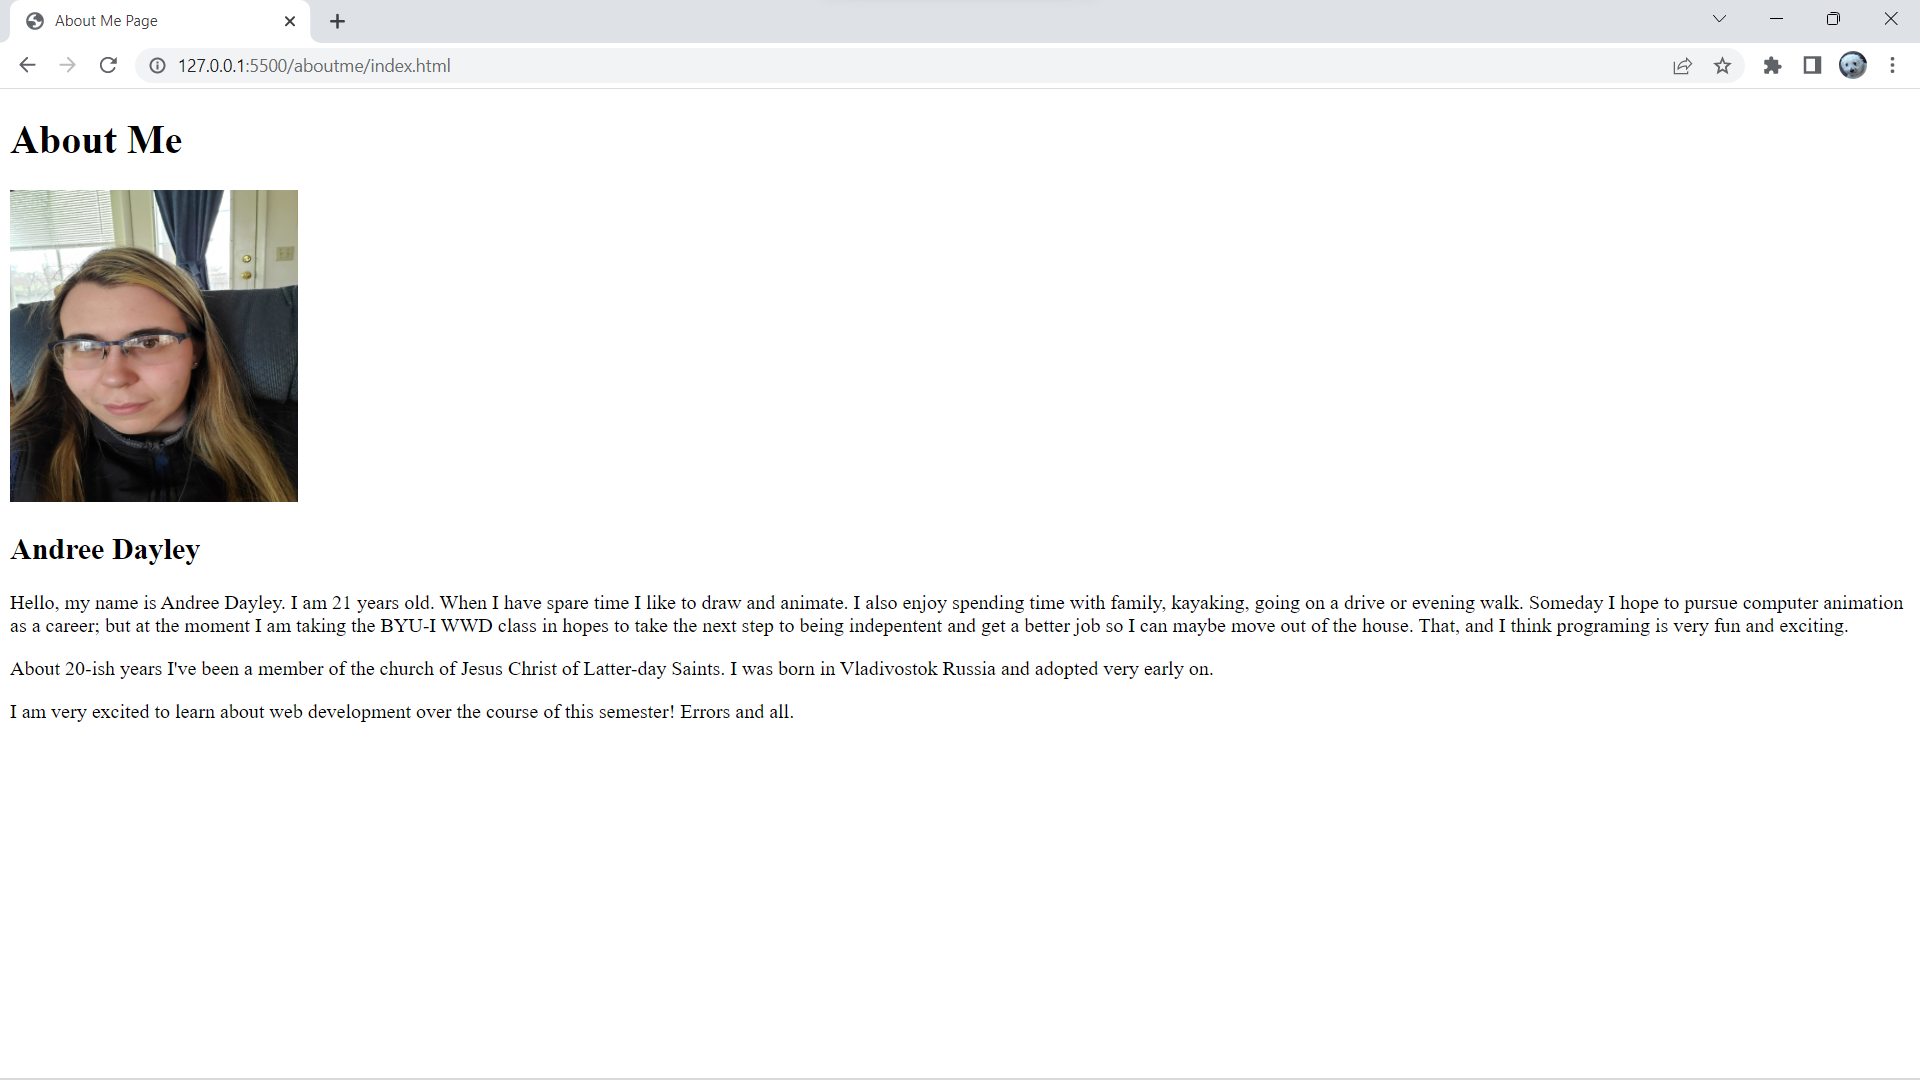 About Me Page
127.0.0.1:5500/aboutme/index.html
About Me
Andree Dayley
Hello, my name is Andree Dayley. I am 21 years old. When I have spare time I like to draw and animate. I also enjoy spending time with family, kayaking, going on a drive or evening walk. Someday I hope to pursue computer animation
as a career; but at the moment I am taking the BYU-I WWD class in hopes to take the next step to being indepentent and get a better job so I can maybe move out of the house. That, and I think programing is very fun and exciting.
About 20-ish years I've been a member of the church of Jesus Christ of Latter-day Saints. I was born in Vladivostok Russia and adopted very early on.
I am very excited to learn about web development over the course of this semester! Errors and all.